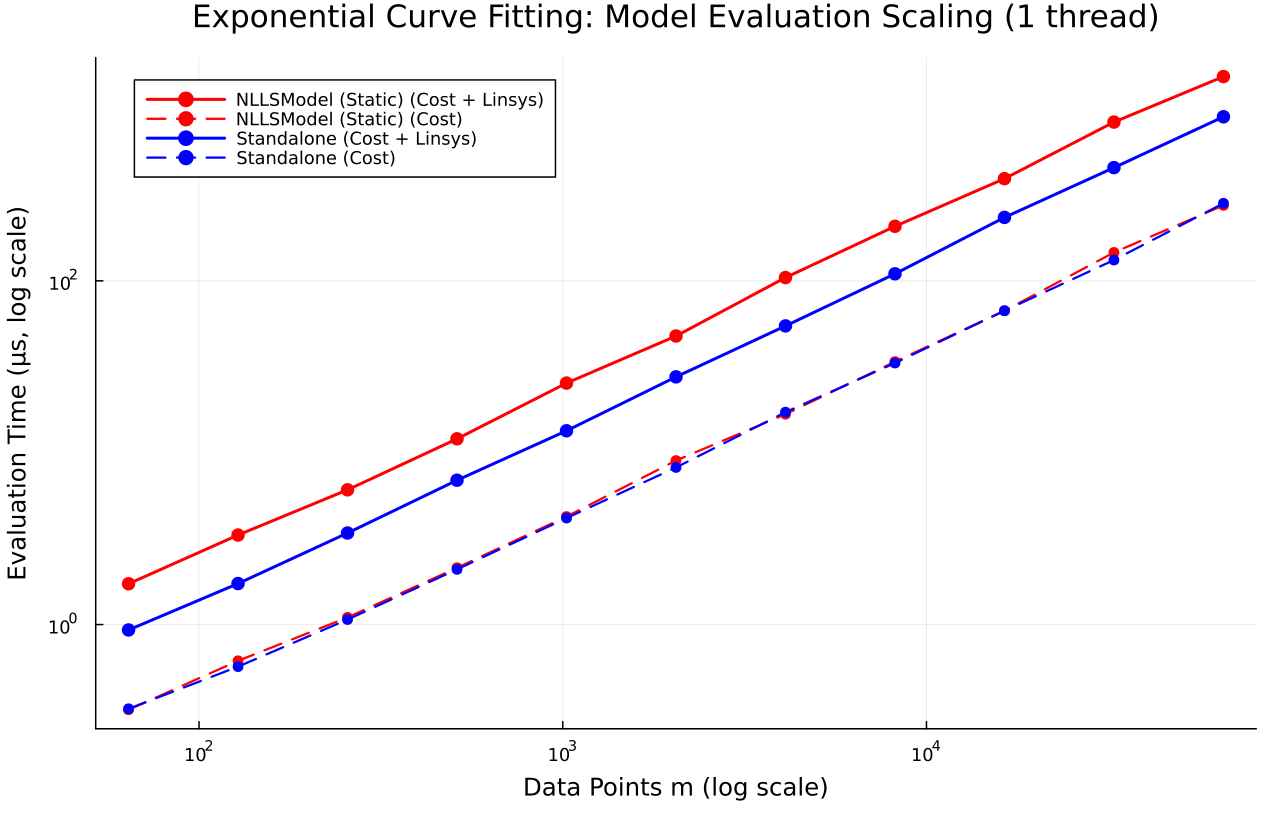 Exponential Curve Fitting: Model Evaluation Scaling (1 thread)
NLLSModel (Static) (Cost + Linsys)
NLLSModel (Static) (Cost)
Standalone (Cost + Linsys)
Standalone (Cost)
Evaluation Time (μs, log scale)
10²
10⁰
10² 10³ 10⁴
Data Points m (log scale)